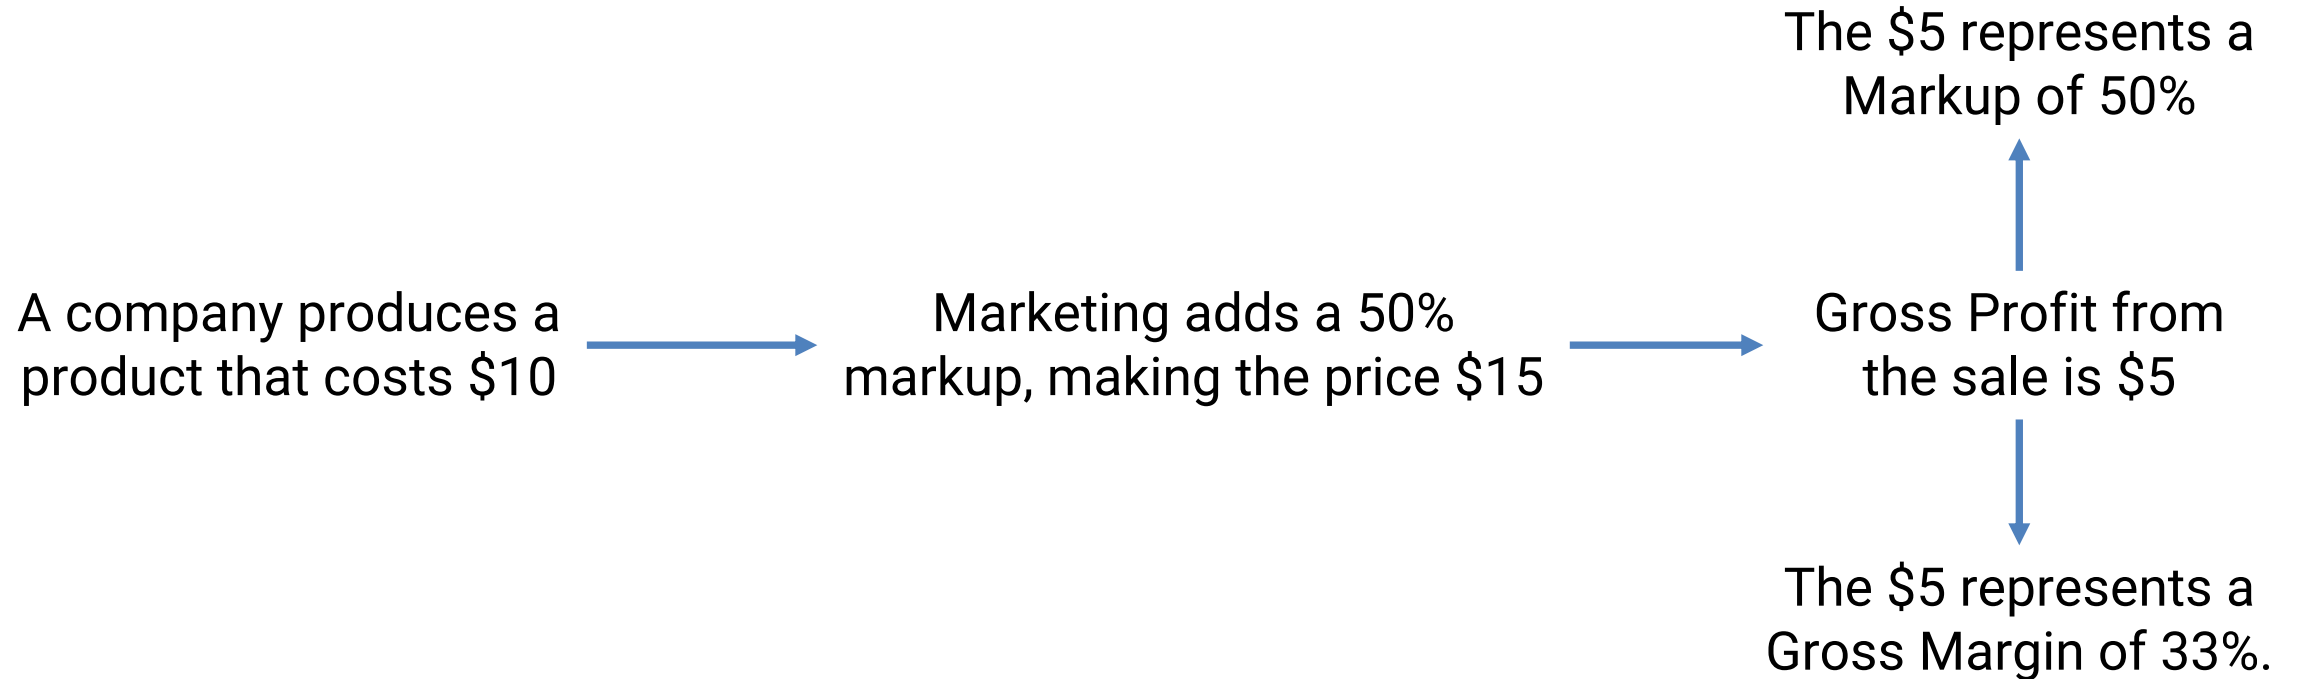 The $5 represents a
Markup of 50%
A company produces a
product that costs $10
Marketing adds a 50%
markup, making the price $15
Gross Profit from
the sale is $5
The $5 represents a
Gross Margin of 33%.